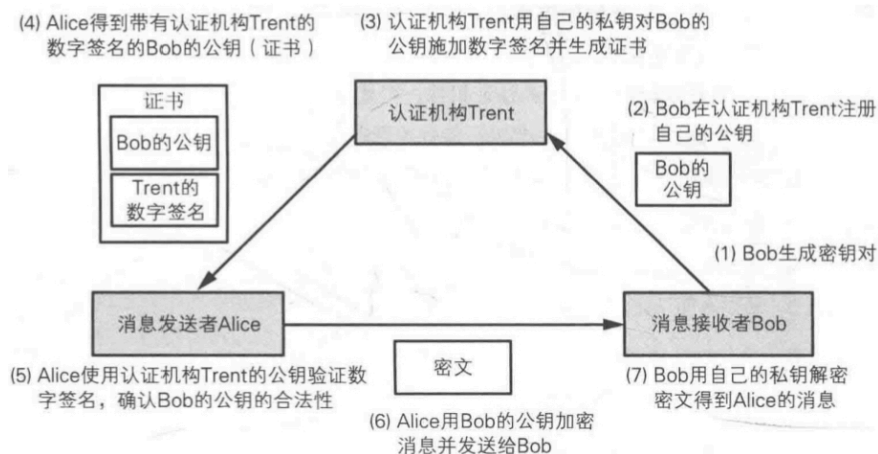 (4) Alice得到带有认证机构Trent的
数字签名的Bob的公钥（证书）
(3) 认证机构Trent用自己的私钥对Bob的
公钥施加数字签名并生成证书
证书
Bob的公钥
Trent的
数字签名
认证机构Trent
(2) Bob在认证机构Trent注册
自己的公钥
Bob的
公钥
(1) Bob生成密钥对
消息发送者Alice
消息接收者Bob
(5) Alice使用认证机构Trent的公钥验证数
字签名，确认Bob的公钥的合法性
密文
(7) Bob用自己的私钥解密
密文得到Alice的消息
(6) Alice用Bob的公钥加密
消息并发送给Bob